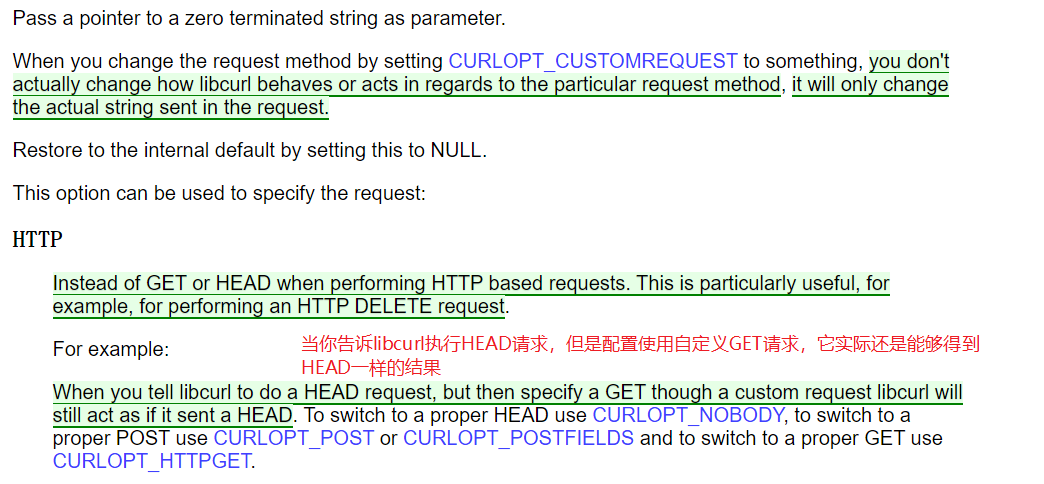 Pass a pointer to a zero terminated string as parameter.
When you change the request method by setting CURLOPT_CUSTOMREQUEST to something, you don't
actually change how libcurl behaves or acts in regards to the particular request method, it will only change
the actual string sent in the request.
Restore to the internal default by setting this to NULL.
This option can be used to specify the request:
HTTP
Instead of GET or HEAD when performing HTTP based requests. This is particularly useful, for
example, for performing an HTTP DELETE request.
For example:
当你告诉libcurl执行HEAD请求，但是配置使用自定义GET请求，它实际还是能够得到
HEAD一样的结果
When you tell libcurl to do a HEAD request, but then specify a GET though a custom request libcurl will
still act as if it sent a HEAD. To switch to a proper HEAD use CURLOPT_NOBODY, to switch to a
proper POST use CURLOPT_POST or CURLOPT_POSTFIELDS and to switch to a proper GET use
CURLOPT_HTTPGET.